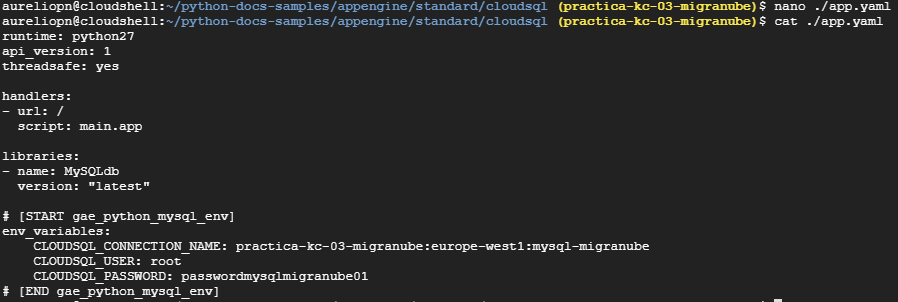 aureliopn@cloudshell:~/python-docs-samples/appengine/standard/cloudsql (practica-kc-03-migranube)$ nano ./app.yaml
aureliopn@cloudshell:~/python-docs-samples/appengine/standard/cloudsql (practica-kc-03-migranube)$ cat ./app.yaml
runtime: python27
api_version: 1
threadsafe: yes

handlers:
- url: /
  script: main.app

libraries:
- name: MySQLdb
  version: "latest"

# [START gae_python_mysql_env]
env_variables:
    CLOUDSQL_CONNECTION_NAME: practica-kc-03-migranube:europe-west1:mysql-migranube
    CLOUDSQL_USER: root
    CLOUDSQL_PASSWORD: passwordmysqlmigranube01
# [END gae_python_mysql_env]